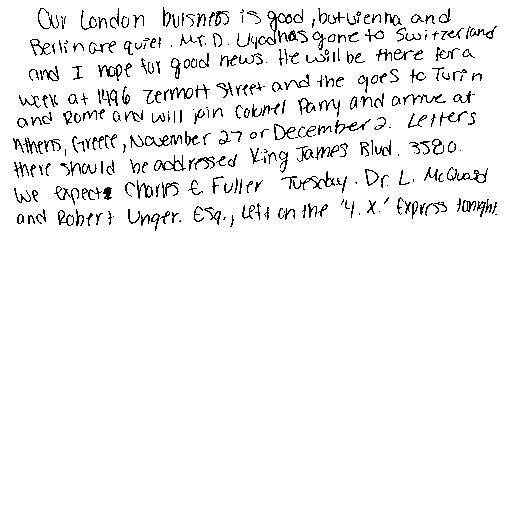 Our London buisness is good, but vienna and
Berlin are quiet. Mr. D. Lloyd has gone to Switzerland
and I hope for good news. He will be there for a
week at 1496 Zermott Street and the goes to Turin
and Rome and will join Colonel Parry and arrive at
Athens, Greece, November 27 or December 2. Letters
there should be addressed King James Blvd. 3580.
We expect Charles E. Fuller Tuesday. Dr. L. McQuaid
and Robert Unger. Esq., left on the 'Y. X.' Express tonight.